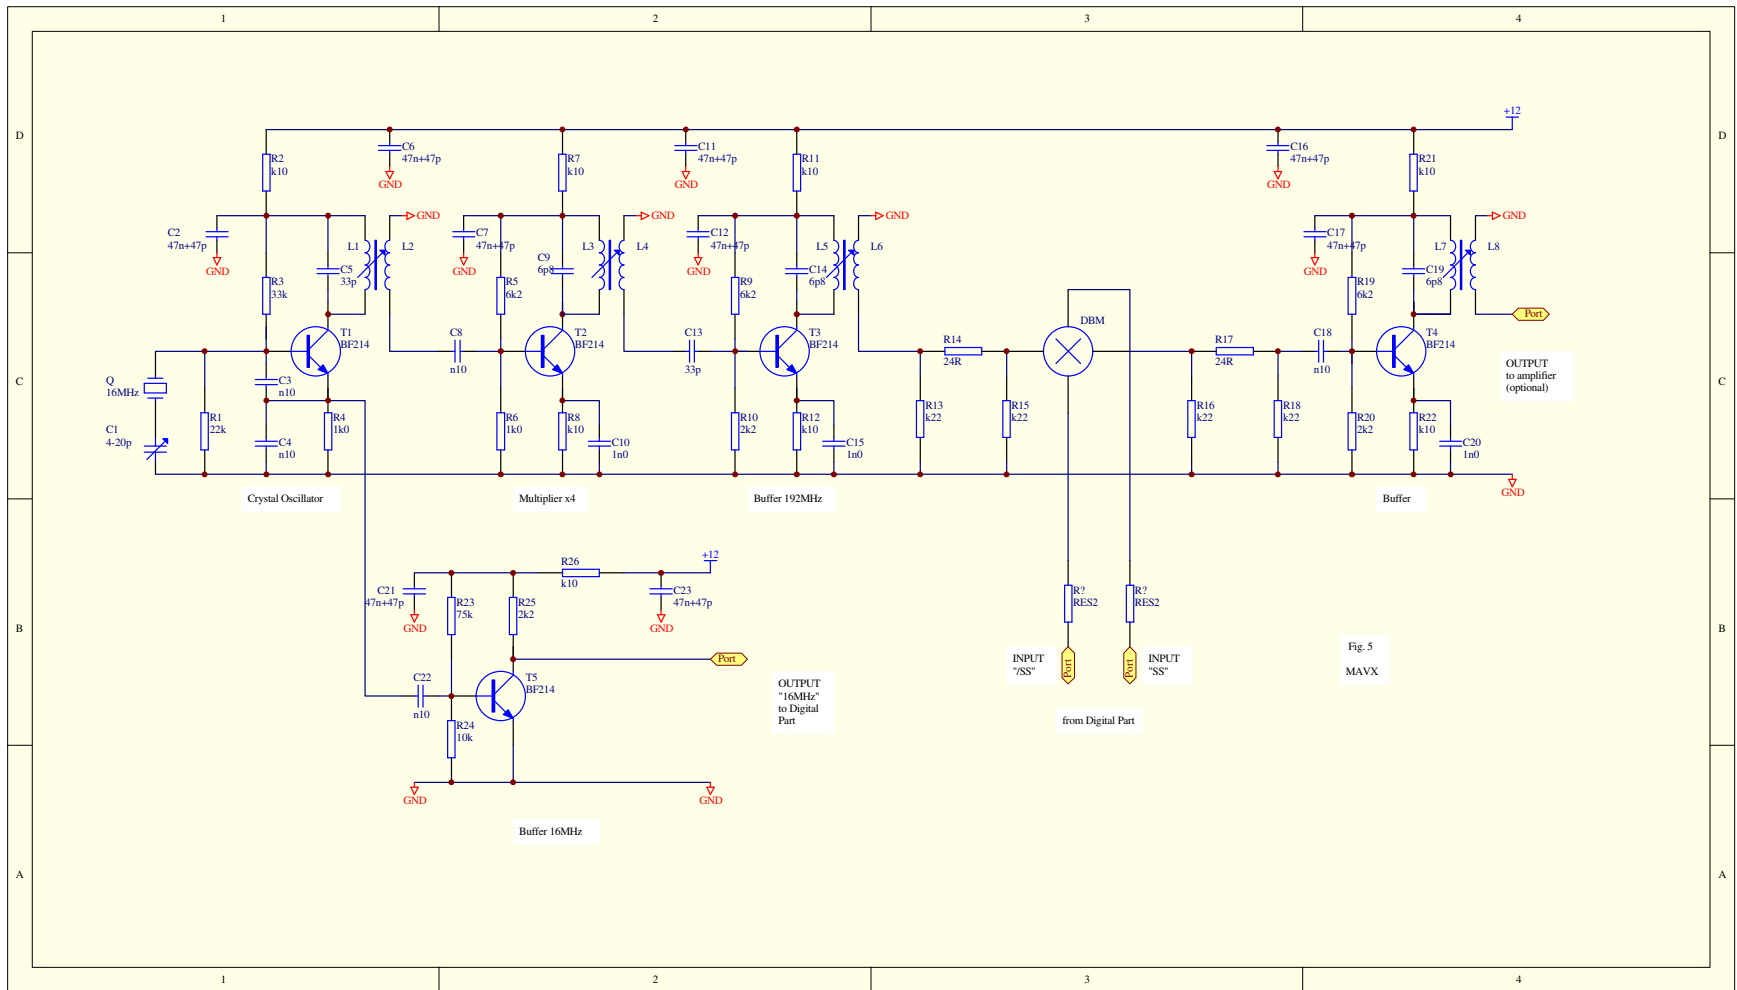 1
2
3
4
D
D
+12
R2
k10
C6
47n+47p
GND
R7
k10
C11
47n+47p
GND
R11
k10
C16
47n+47p
GND
R21
k10
C2
47n+47p
GND
L1
L2
GND
C5
33p
R3
33k
C7
47n+47p
GND
L3
L4
GND
C9
6p8
R5
6k2
C12
47n+47p
GND
L5
L6
GND
C14
6p8
R9
6k2
C17
47n+47p
GND
L7
L8
GND
C19
6p8
R19
6k2
Port
C
C
Q
16MHz
C1
4-20p
R1
22k
C3
n10
C4
n10
T1
BF214
R4
1k0
C8
n10
T2
BF214
R6
1k0
R8
k10
C10
1n0
C13
33p
T3
BF214
R10
2k2
R12
k10
C15
1n0
R14
24R
R13
k22
R15
k22
DBM
R17
24R
R16
k22
R18
k22
C18
n10
T4
BF214
R20
2k2
R22
k10
C20
1n0
GND
OUTPUT
to amplifier
(optional)
Crystal Oscillator
Multiplier x4
Buffer 192MHz
Buffer
B
B
C21
47n+47p
GND
R23
75k
R25
2k2
R26
k10
+12
C23
47n+47p
GND
Port
C22
n10
T5
BF214
R24
10k
GND
GND
OUTPUT
"16MHz"
to Digital
Part
R?
RES2
R?
RES2
INPUT
"/SS"
Port
Port
INPUT
"SS"
from Digital Part
Fig. 5
MAVX
Buffer 16MHz
A
A
1
2
3
4